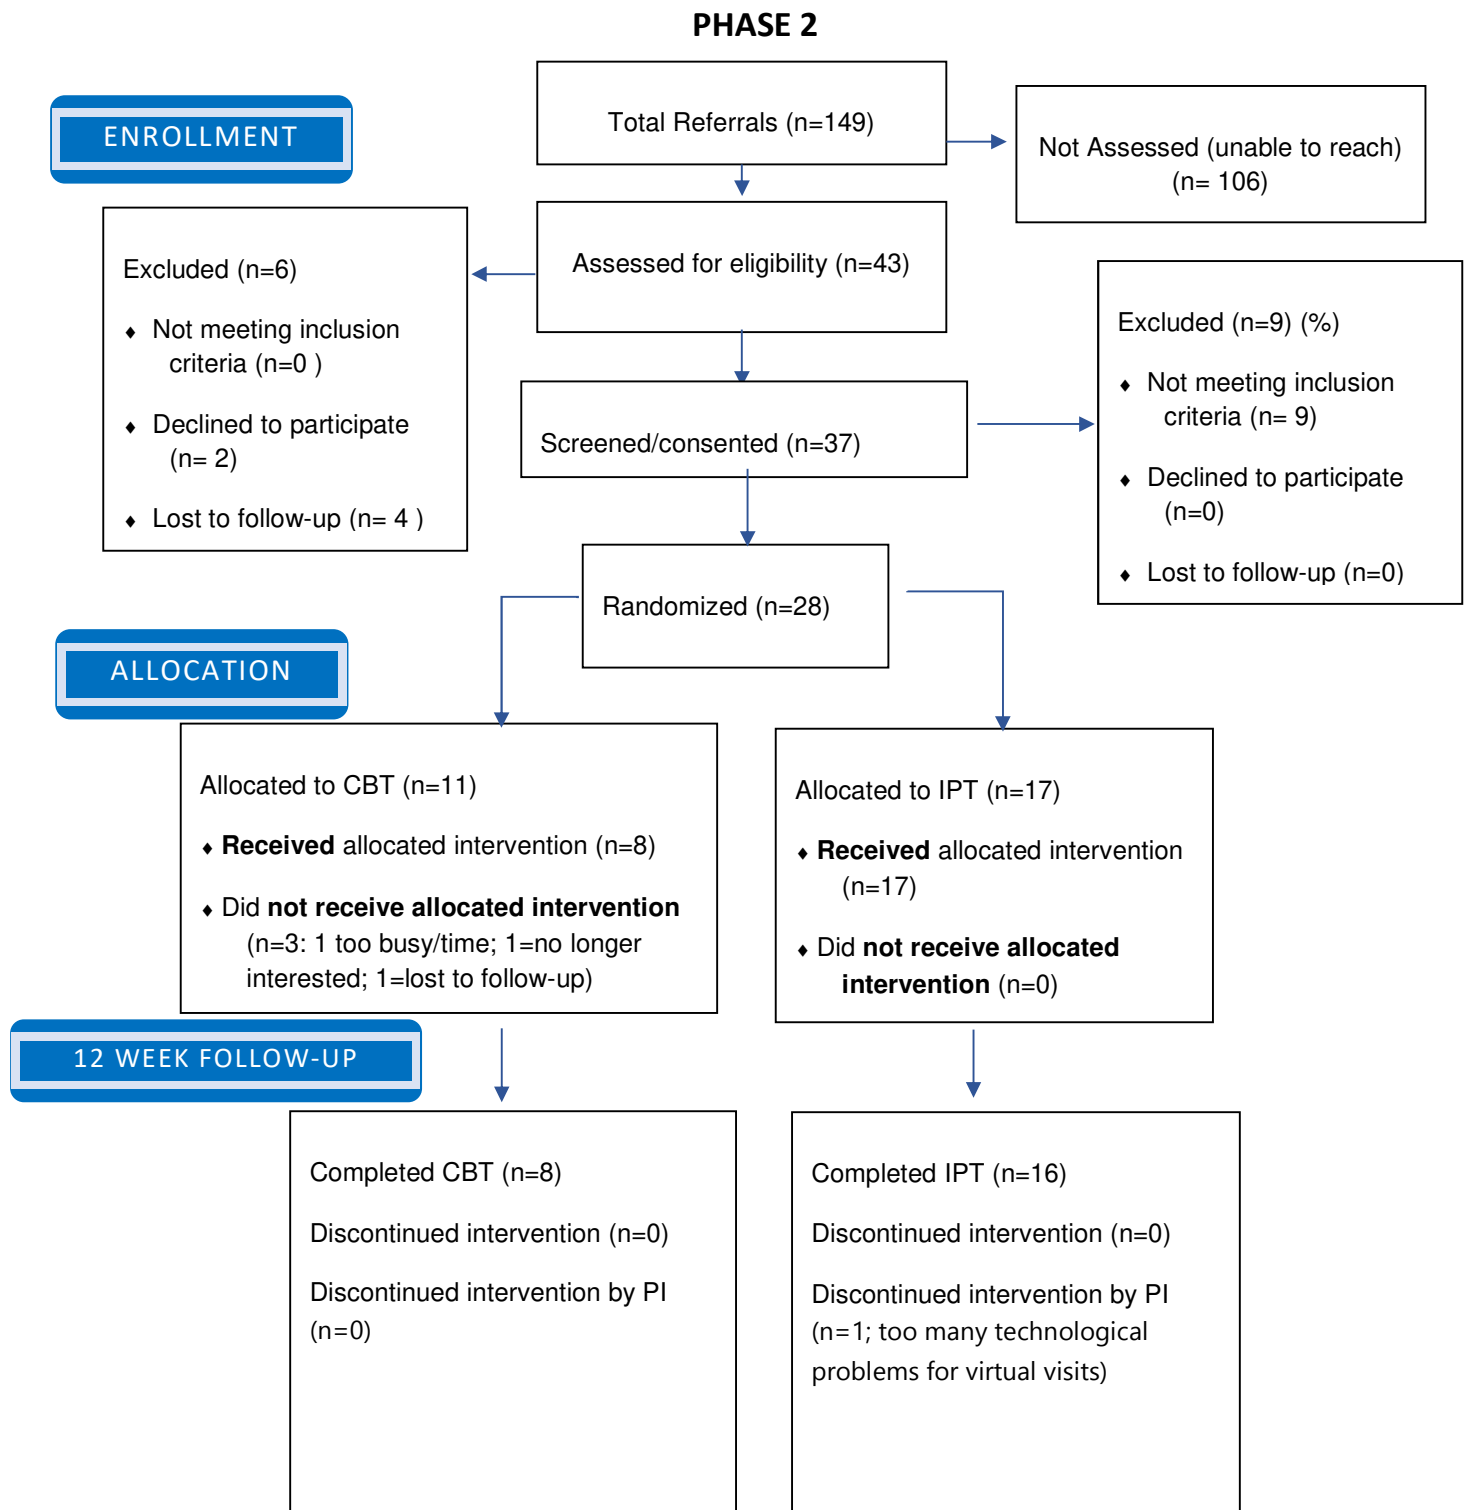 PHASE 2
ENROLLMENT
Total Referrals (n=149)
Not Assessed (unable to reach)
(n= 106)
Assessed for eligibility (n=43)
Excluded (n=6)
♦ Not meeting inclusion
criteria (n=0 )
♦ Declined to participate
(n= 2)
♦ Lost to follow-up (n= 4 )
Excluded (n=9) (%)
♦ Not meeting inclusion
criteria (n= 9)
♦ Declined to participate
(n=0)
♦ Lost to follow-up (n=0)
Screened/consented (n=37)
Randomized (n=28)
ALLOCATION
Allocated to CBT (n=11)
♦ Received allocated intervention (n=8)
♦ Did not receive allocated intervention
(n=3: 1 too busy/time; 1=no longer
interested; 1=lost to follow-up)
Allocated to IPT (n=17)
♦ Received allocated intervention
(n=17)
♦ Did not receive allocated
intervention (n=0)
12 WEEK FOLLOW-UP
Completed CBT (n=8)
Discontinued intervention (n=0)
Discontinued intervention by PI
(n=0)
Completed IPT (n=16)
Discontinued intervention (n=0)
Discontinued intervention by PI
(n=1; too many technological
problems for virtual visits)